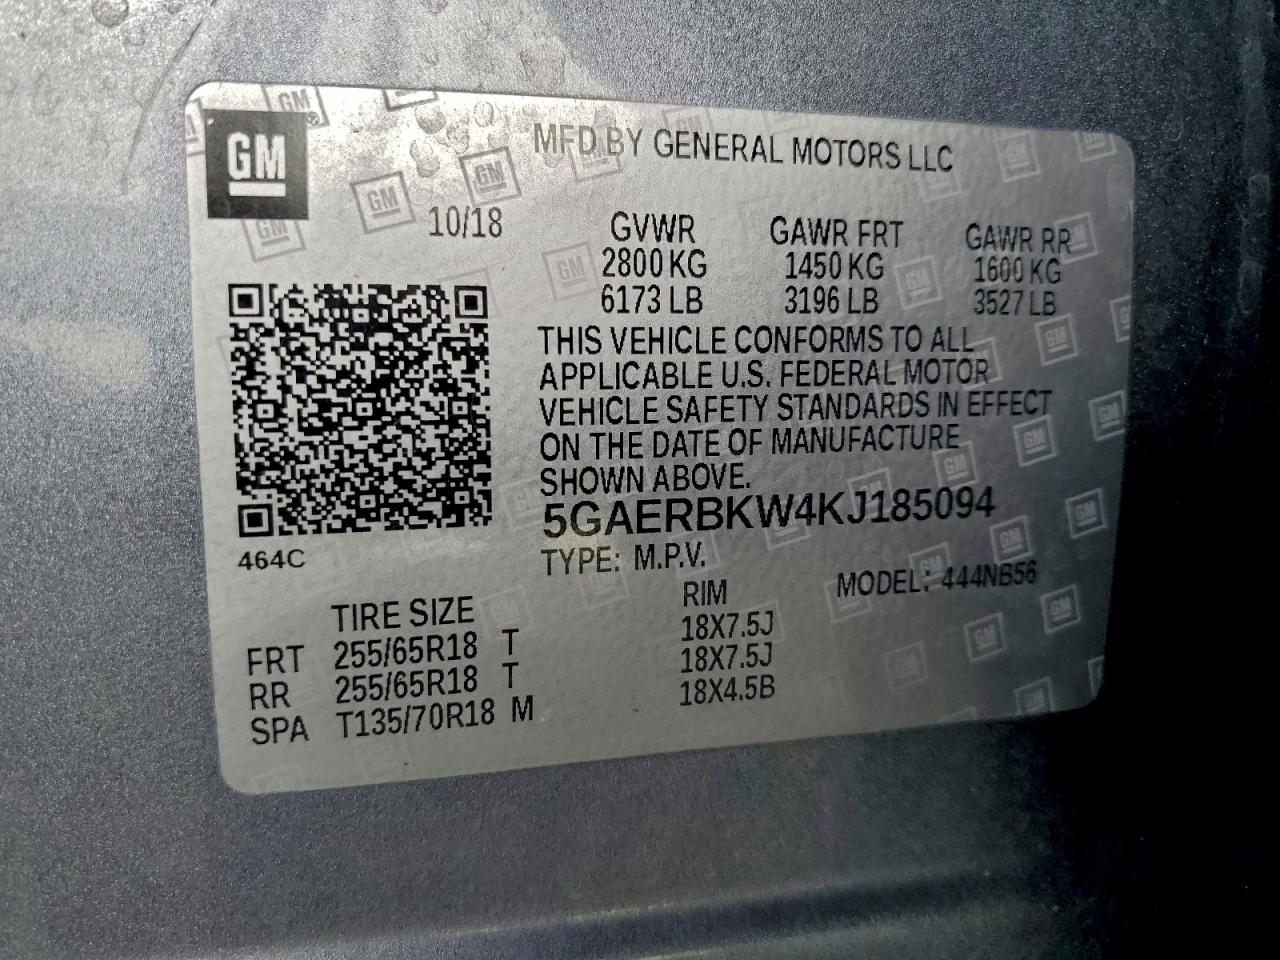 GM®
MFD BY GENERAL MOTORS LLC
10/18
GVWR GAWR FRT GAWR RR
2800 KG 1450 KG 1600 KG
6173 LB 3196 LB 3527 LB
THIS VEHICLE CONFORMS TO ALL
APPLICABLE U.S. FEDERAL MOTOR
VEHICLE SAFETY STANDARDS IN EFFECT
ON THE DATE OF MANUFACTURE
SHOWN ABOVE.
5GAERBKW4KJ185094
464C
TYPE: M.P.V.
MODEL: 444NB56
TIRE SIZE RIM
FRT 255/65R18 T 18X7.5J
RR 255/65R18 T 18X7.5J
SPA T135/70R18 M 18X4.5B